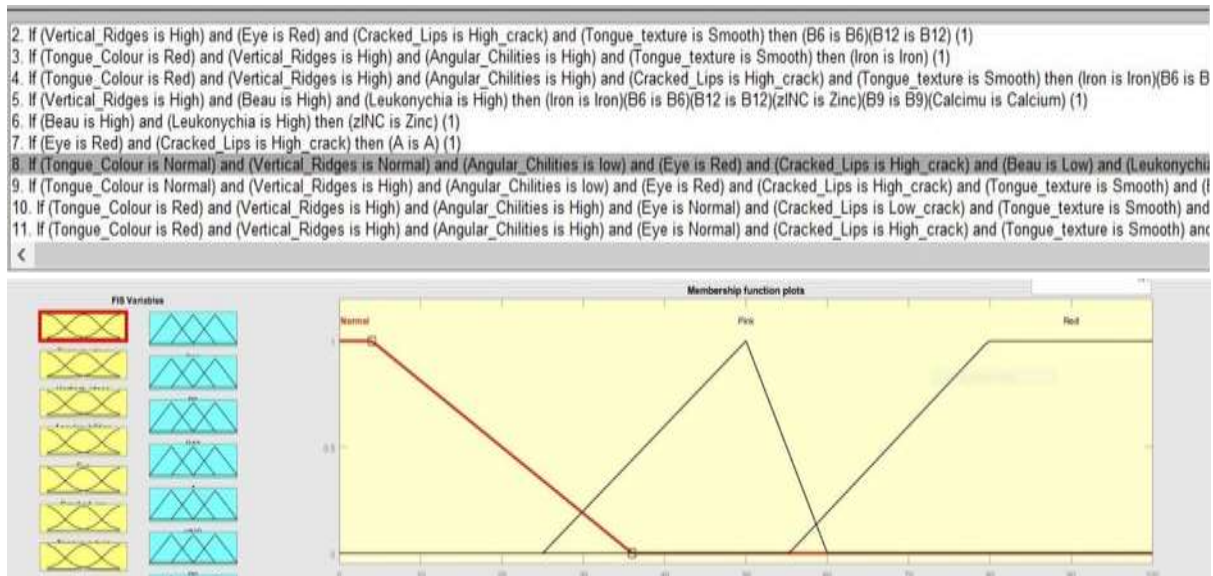 2. If (Vertical_Ridges is High) and (Eye is Red) and (Cracked_Lips is High_crack) and (Tongue_texture is Smooth) then (B6 is B6)(B12 is B12) (1)
3. If (Tongue_Colour is Red) and (Vertical_Ridges is High) and (Angular_Chilities is High) and (Tongue_texture is Smooth) then (Iron is Iron) (1)
4. If (Tongue_Colour is Red) and (Vertical_Ridges is High) and (Angular_Chilities is High) and (Cracked_Lips is High_crack) and (Tongue_texture is Smooth) then (Iron is Iron)(B6 is B
5. If (Vertical_Ridges is High) and (Beau is High) and (Leukonychia is High) then (Iron is Iron)(B6 is B6)(B12 is B12)(zINC is Zinc)(B9 is B9)(Calcimu is Calcium) (1)
6. If (Beau is High) and (Leukonychia is High) then (zINC is Zinc) (1)
7. If (Eye is Red) and (Cracked_Lips is High_crack) then (A is A) (1)
8. If (Tongue_Colour is Normal) and (Vertical_Ridges is Normal) and (Angular_Chilities is low) and (Eye is Red) and (Cracked_Lips is High_crack) and (Beau is Low) and (Leukonychia
9. If (Tongue_Colour is Normal) and (Vertical_Ridges is High) and (Angular_Chilities is low) and (Eye is Red) and (Cracked_Lips is High_crack) and (Tongue_texture is Smooth) and (
10. If (Tongue_Colour is Red) and (Vertical_Ridges is High) and (Angular_Chilities is High) and (Eye is Normal) and (Cracked_Lips is Low_crack) and (Tongue_texture is Smooth) and
11. If (Tongue_Colour is Red) and (Vertical_Ridges is High) and (Angular_Chilities is High) and (Eye is Normal) and (Cracked_Lips is High_crack) and (Tongue_texture is Smooth) and
FIS Variables
Membership function plots
Normal Pink Red
1
0.5
0